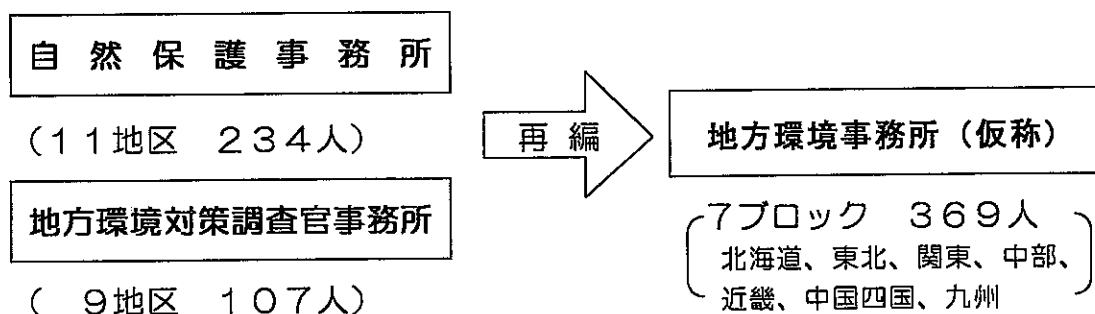 自然保護事務所
（１１地区　２３４人）
地方環境対策調査官事務所
（　９地区　１０７人）
再編
地方環境事務所（仮称）
７ブロック　３６９人
北海道、東北、関東、中部、
近畿、中国四国、九州